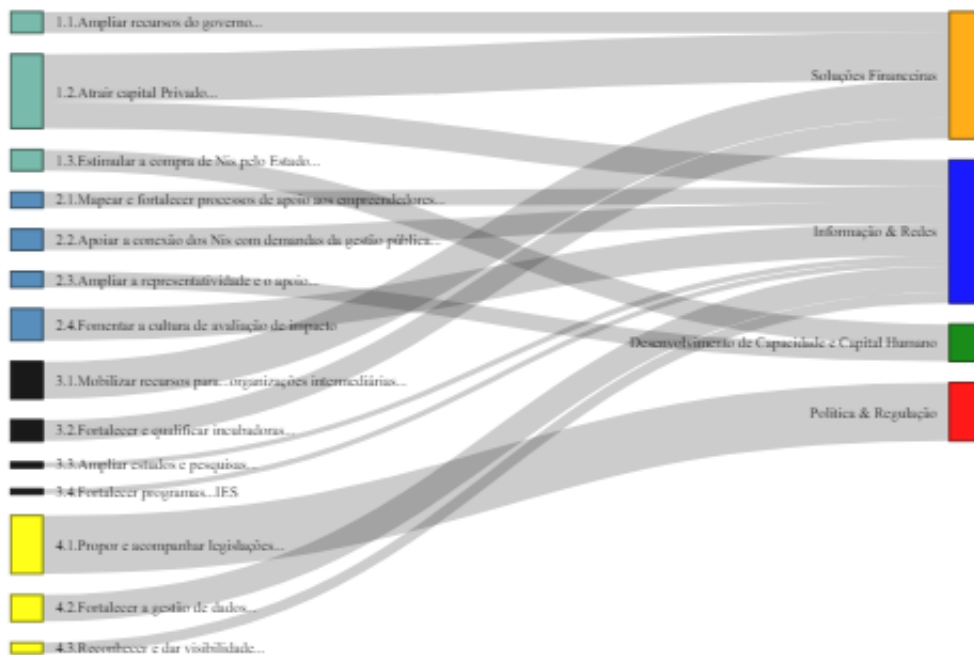 1.1.Ampliar recursos do governo...
1.2.Atrair capital Privado...
1.3.Estimular a compra de Nis pelo Estado...
2.1.Mapear e fortalecer processos de apoio aos empreendedores...
2.2.Apoiar a conexão dos Nis com demandas da gestão pública...
2.3.Ampliar a representatividade e o apoio...
2.4.Fomentar a cultura de avaliação de impacto
3.1.Mobilizar recursos para...organizações intermediárias...
3.2.Fortalecer e qualificar incubadoras...
3.3.Ampliar estudos e pesquisas...
3.4.Fortalecer programas...IES
4.1.Propor e acompanhar legislações...
4.2.Fortalecer a gestão de dados...
4.3.Reconhecer e dar visibilidade...
Soluções Financeiras
Informação & Redes
Desenvolvimento de Capacidade e Capital Humano
Política & Regulação